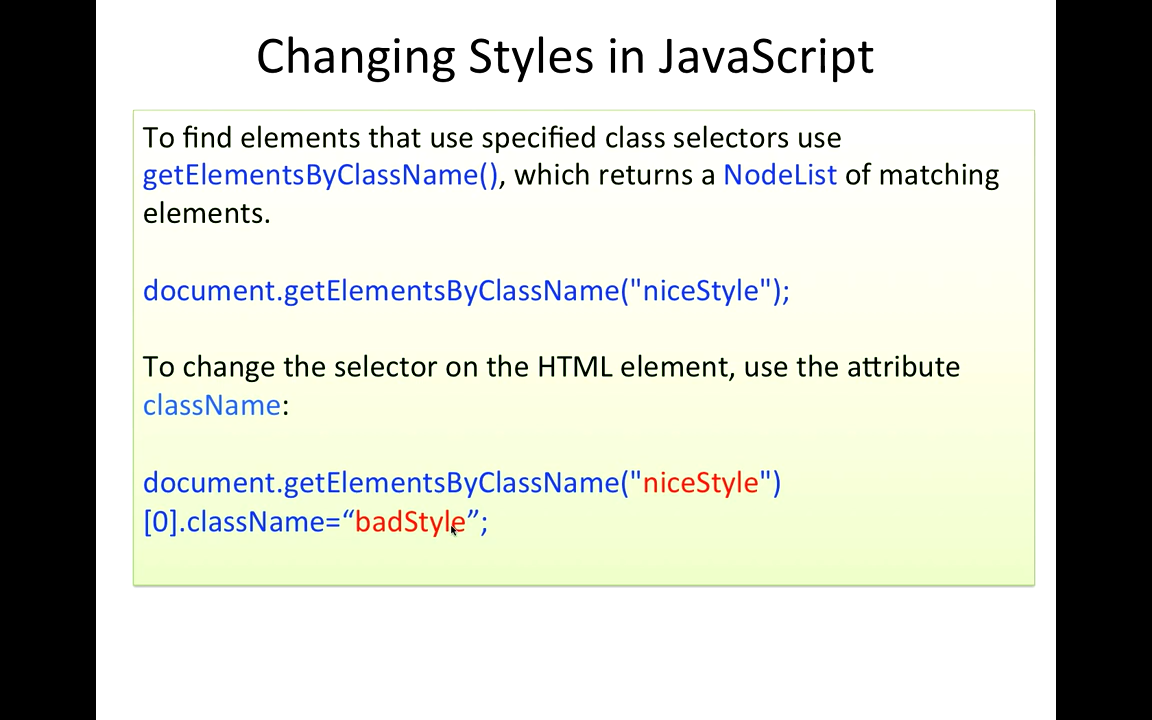 Changing Styles in JavaScript
To find elements that use specified class selectors use
getElementsByClassName(), which returns a NodeList of matching
elements.
document.getElementsByClassName("niceStyle");
To change the selector on the HTML element, use the attribute
className:
document.getElementsByClassName("niceStyle")
[0].className=“badStyle”;